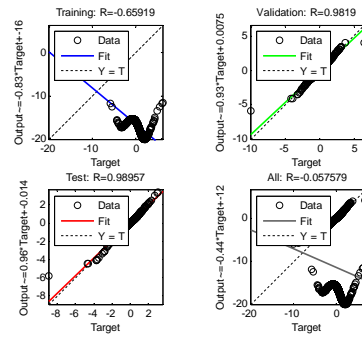 Training: R=-0.65919
Output~=-0.83*Target+-16
0
-10
-20
-20
-10
0
Target
Data
Fit
Y = T
Validation: R=0.9819
Output~=0.93*Target+0.0075
5
0
-5
-10
-10
-5
0
5
Target
Data
Fit
Y = T
Test: R=0.98957
Output~=0.96*Target+-0.014
2
0
-2
-4
-6
-8
-8
-6
-4
-2
0
2
Target
Data
Fit
Y = T
All: R=-0.057579
Output~=-0.44*Target+-12
0
-10
-20
-20
-10
0
Target
Data
Fit
Y = T